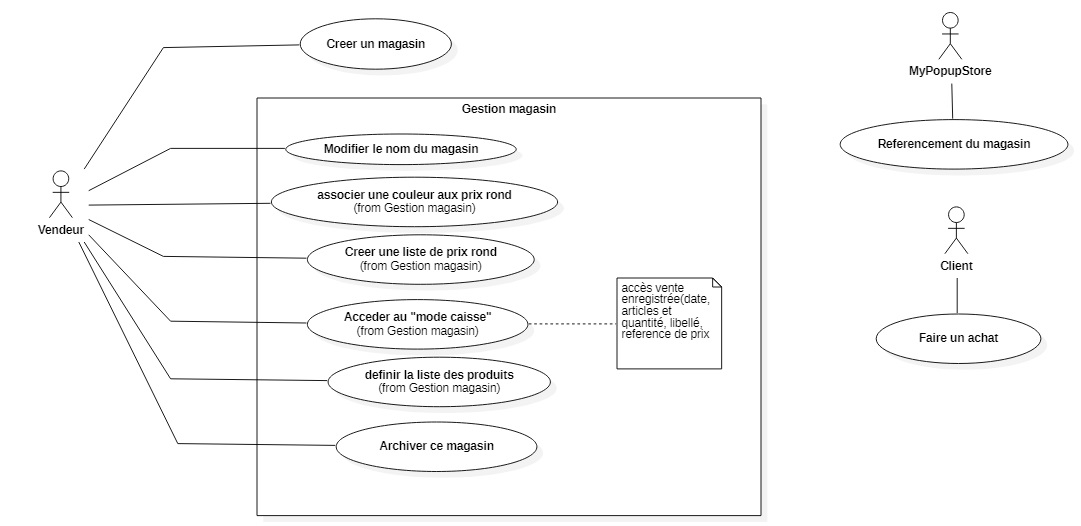 Creer un magasin
Gestion magasin
Modifier le nom du magasin
associer une couleur aux prix rond
(from Gestion magasin)
Vendeur
Creer une liste de prix rond
(from Gestion magasin)
Acceder au "mode caisse"
(from Gestion magasin)
accès vente
enregistrée(date,
articles et
quantité, libellé,
reference de prix
definir la liste des produits
(from Gestion magasin)
Archiver ce magasin
MyPopupStore
Referencement du magasin
Client
Faire un achat